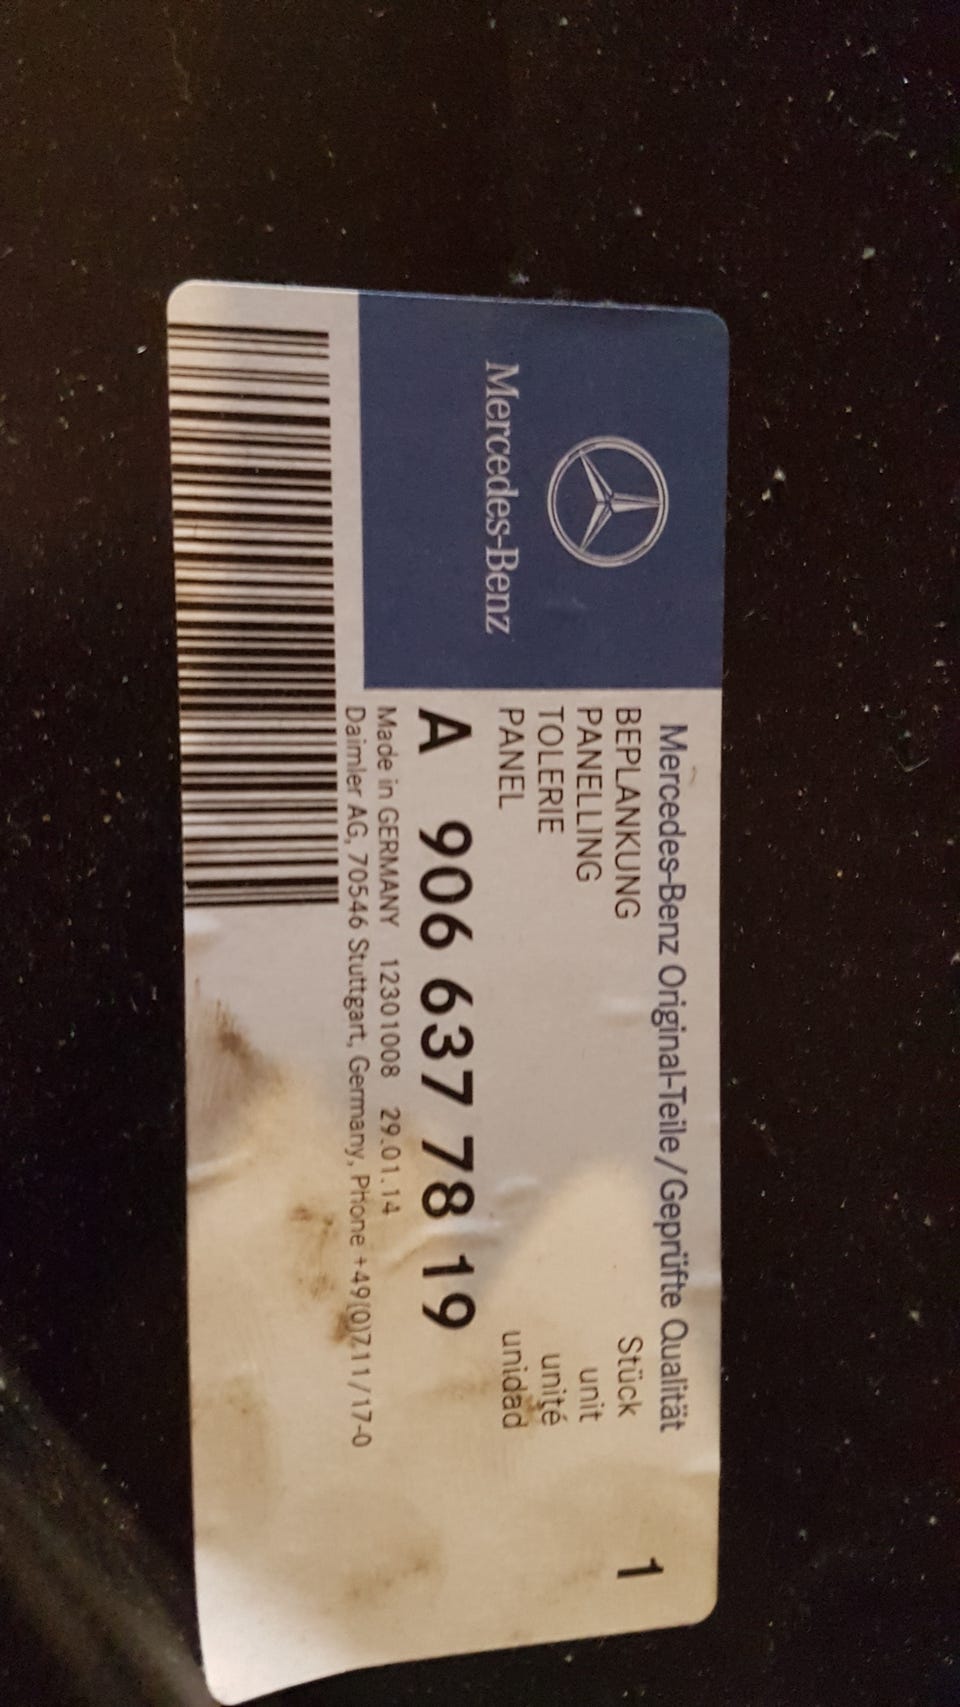 Mercedes-Benz
Mercedes-Benz Original-Teile/Geprüfte Qualität
BEPLANKUNG Stück 1
PANELLING unit
TOLERIE unité
PANEL unidad
A 906 637 78 19
Made in GERMANY 12301008 29.01.14
Daimler AG, 70546 Stuttgart, Germany, Phone +49(0)711/17-0